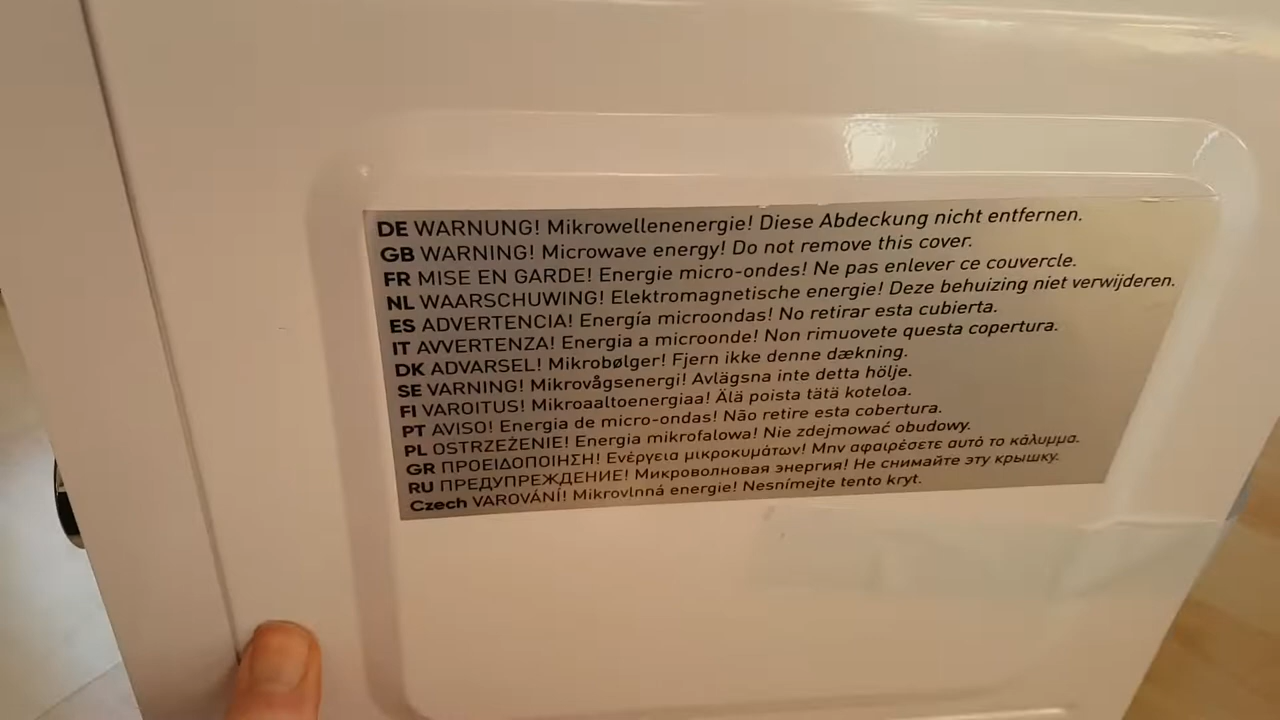 DE WARNUNG! Mikrowellenenergie! Diese Abdeckung nicht entfernen.
GB WARNING! Microwave energy! Do not remove this cover.
FR MISE EN GARDE! Energie micro-ondes! Ne pas enlever ce couvercle.
NL WAARSCHUWING! Elektromagnetische energie! Deze behuizing niet verwijderen.
ES ADVERTENCIA! Energía microondas! No retirar esta cubierta.
IT AVVERTENZA! Energia a microonde! Non rimuovete questa copertura.
DK ADVARSEL! Mikrobølger! Fjern ikke denne dækning.
SE VARNING! Mikrovågsenergi! Avlägsna inte detta hölje.
FI VAROITUS! Mikroaaltoenergiaa! Älä poista tätä koteloa.
PT AVISO! Energia de micro-ondas! Não retire esta cobertura.
PL OSTRZEŻENIE! Energia mikrofalowa! Nie zdejmować obudowy.
GR ΠΡΟΕΙΔΟΠΟΙΗΣΗ! Ενέργεια μικροκυμάτων! Μην αφαιρέσετε αυτό το κάλυμμα.
RU ПРЕДУПРЕЖДЕНИЕ! Микроволновая энергия! Не снимайте эту крышку.
Czech VAROVÁNÍ! Mikrovlnná energie! Nesnímejte tento kryt.